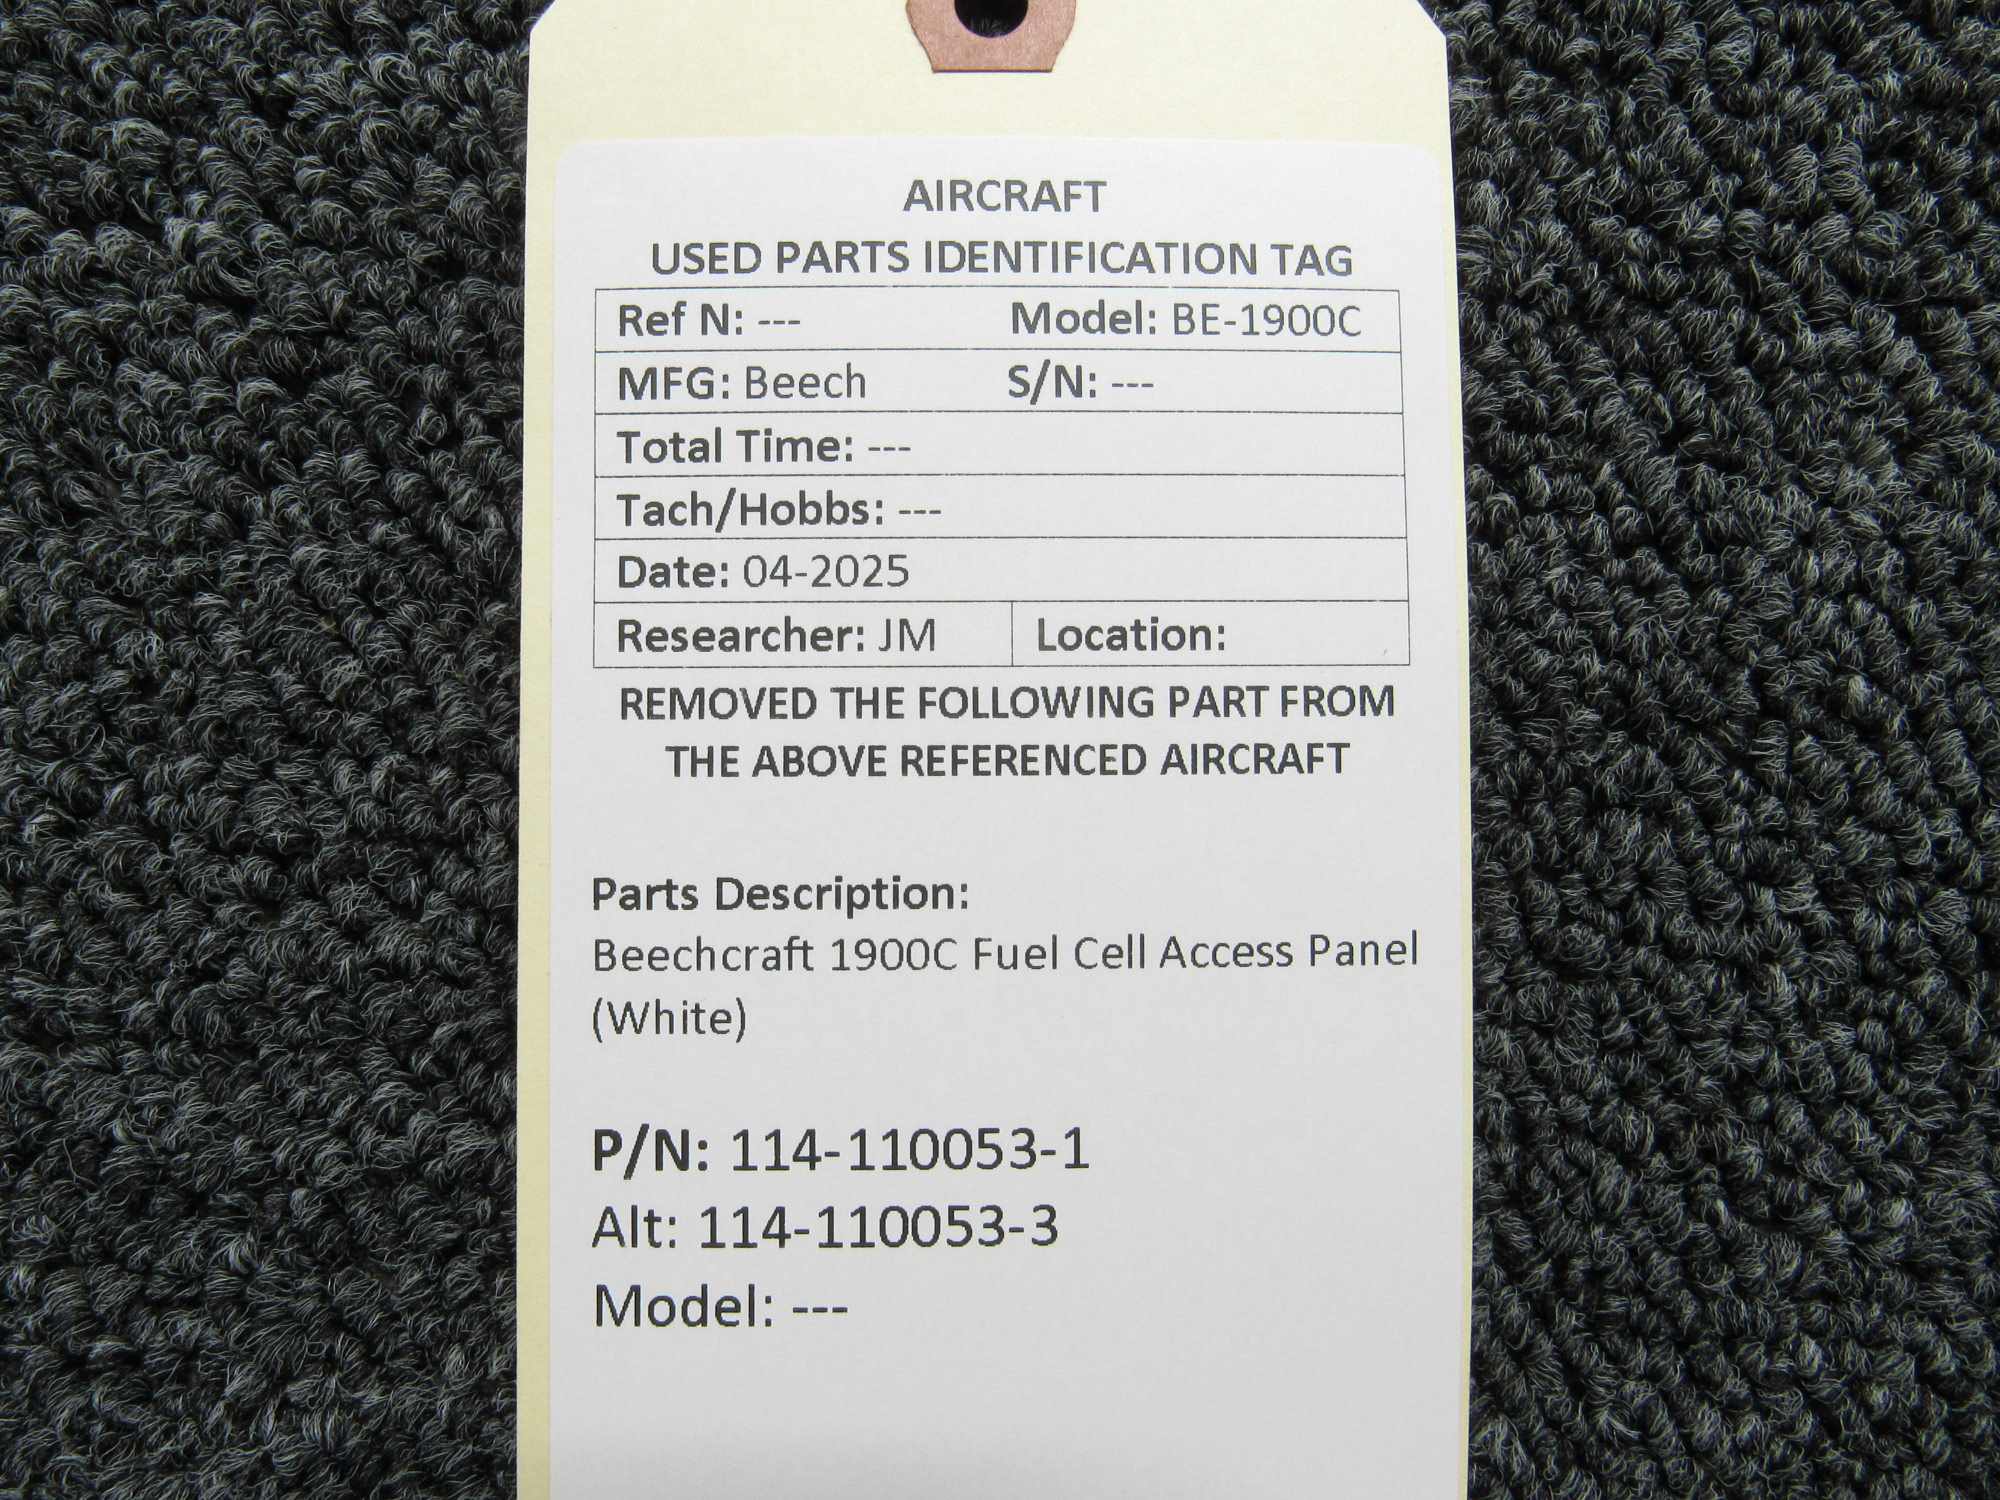 AIRCRAFT
USED PARTS IDENTIFICATION TAG
Ref N: --- Model: BE-1900C
MFG: Beech S/N: ---
Total Time: ---
Tach/Hobbs: ---
Date: 04-2025
Researcher: JM Location:
REMOVED THE FOLLOWING PART FROM
THE ABOVE REFERENCED AIRCRAFT
Parts Description:
Beechcraft 1900C Fuel Cell Access Panel
(White)
P/N: 114-110053-1
Alt: 114-110053-3
Model: ---